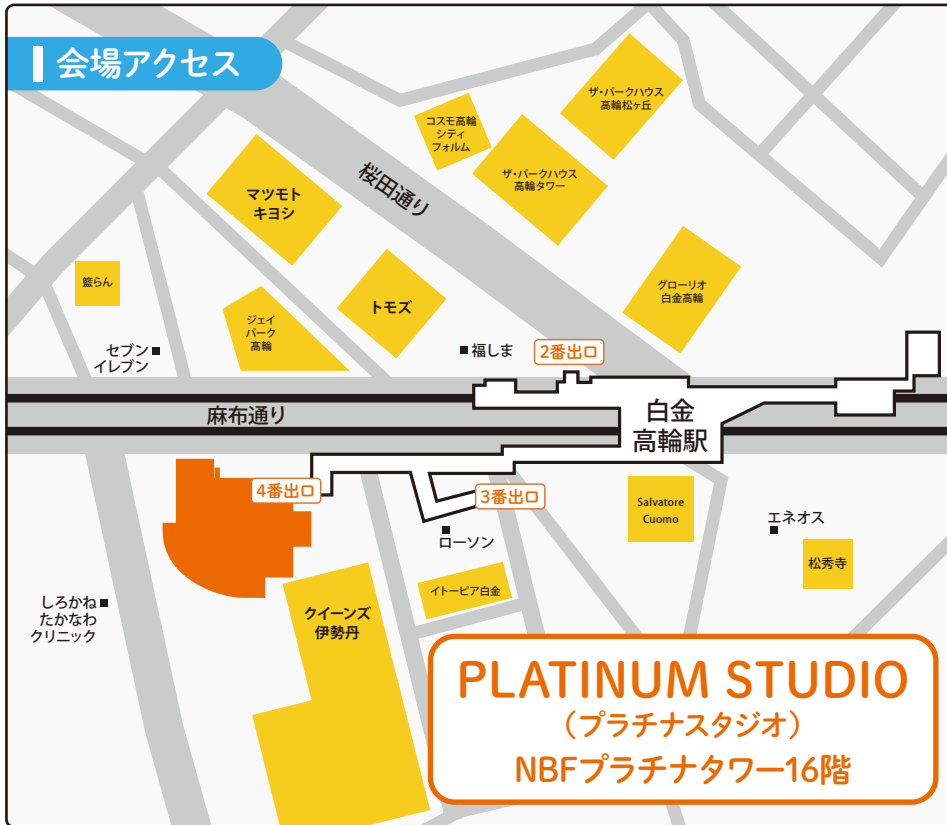 会場アクセス
ザ・パークハウス
高輪松ヶ丘
コスモ高輪
シティ
フォルム
ザ・パークハウス
高輪タワー
桜田通り
マツモト
キヨシ
籃らん
トモズ
グローリオ
白金高輪
ジェイ
パーク
高輪
セブン
イレブン
福しま
2番出口
麻布通り
白金
高輪駅
4番出口
3番出口
Salvatore
Cuomo
エネオス
ローソン
松秀寺
イトーピア白金
しろかね
たかなわ
クリニック
クイーンズ
伊勢丹
PLATINUM STUDIO
（プラチナスタジオ）
NBFプラチナタワー16階